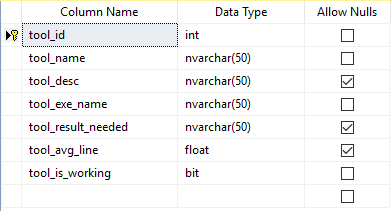 Column Name Data Type Allow Nulls
tool_id int
tool_name nvarchar(50)
tool_desc nvarchar(50)
tool_exe_name nvarchar(50)
tool_result_needed nvarchar(50)
tool_avg_line float
tool_is_working bit